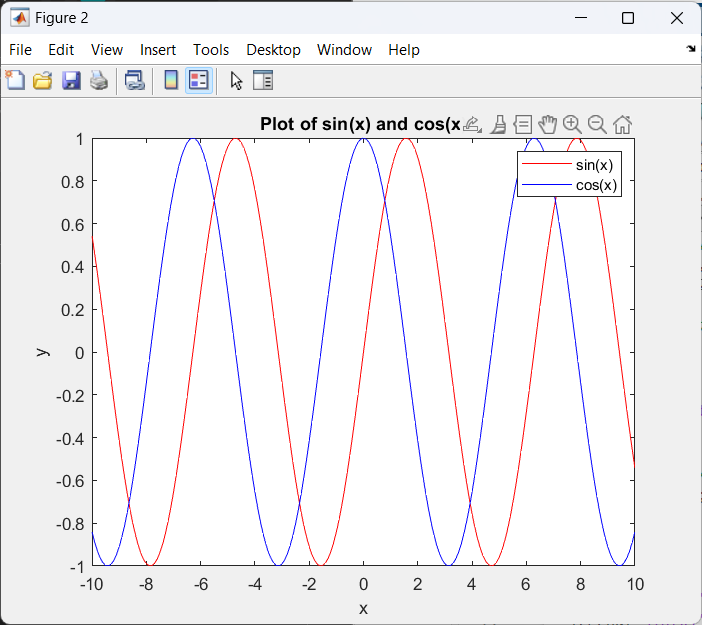 Figure 2
File Edit View Insert Tools Desktop Window Help
Plot of sin(x) and cos(x
sin(x)
cos(x)
y
1
0.8
0.6
0.4
0.2
0
-0.2
-0.4
-0.6
-0.8
-1
-10 -8 -6 -4 -2 0 2 4 6 8 10
x